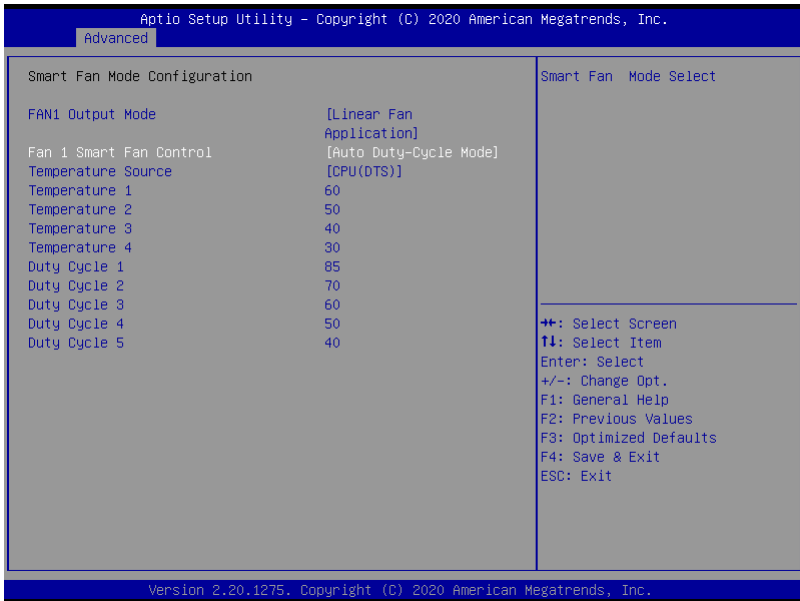 Aptio Setup Utility – Copyright (C) 2020 American Megatrends, Inc.
Advanced
Smart Fan Mode Configuration
FAN1 Output Mode [Linear Fan
Application]
Fan 1 Smart Fan Control [Auto Duty-Cycle Mode]
Temperature Source [CPU(DTS)]
Temperature 1 60
Temperature 2 50
Temperature 3 40
Temperature 4 30
Duty Cycle 1 85
Duty Cycle 2 70
Duty Cycle 3 60
Duty Cycle 4 50
Duty Cycle 5 40
Smart Fan Mode Select
→←: Select Screen
↑↓: Select Item
Enter: Select
+/-: Change Opt.
F1: General Help
F2: Previous Values
F3: Optimized Defaults
F4: Save & Exit
ESC: Exit
Version 2.20.1275. Copyright (C) 2020 American Megatrends, Inc.